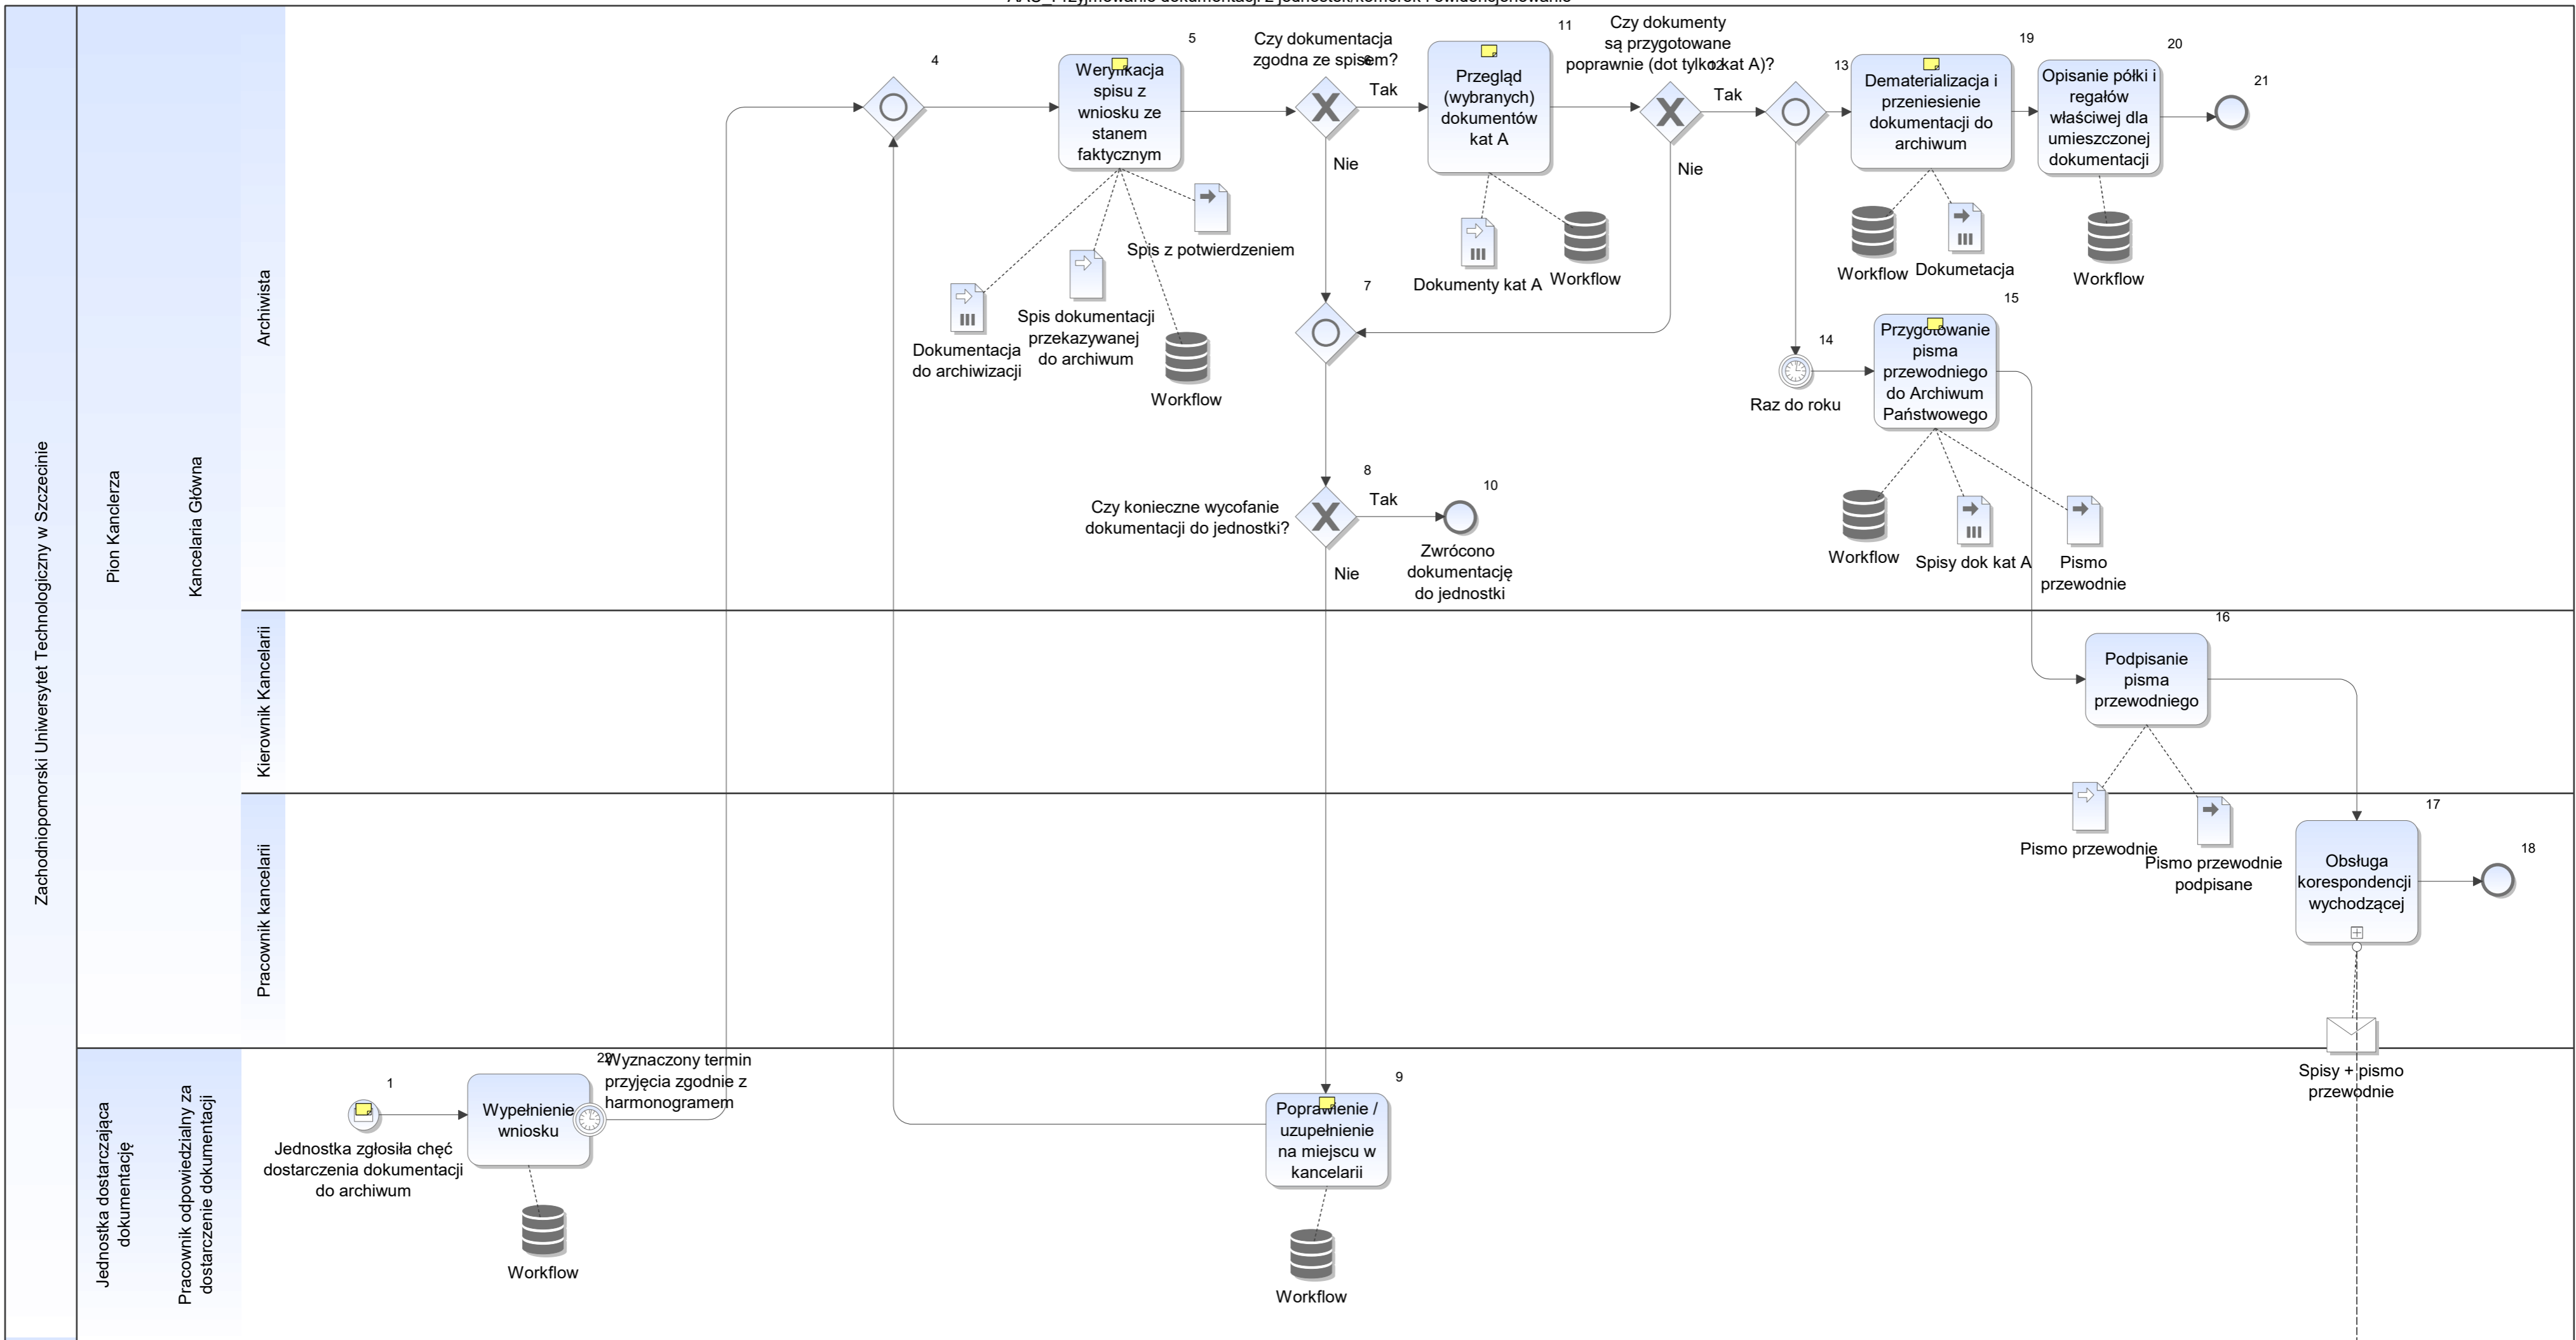 Zachodniopomorski Uniwersytet Technologiczny w Szczecinie
Pion Kanclerza
Kancelaria Główna
Archiwista
4
5
Weryfikacja
spisu z
wniosku ze
stanem
faktycznym
Czy dokumentacja
zgodna ze spisem?
6
Tak
Nie
11
Przegląd
(wybranych)
dokumentów
kat A
Czy dokumenty
są przygotowane
poprawnie (dot tylko kat A)?
12
Tak
Nie
13
19
Dematerializacja i
przeniesienie
dokumentacji do
archiwum
20
Opisanie półki i
regałów
właściwej dla
umieszczonej
dokumentacji
21
Spis z potwierdzeniem
Spis dokumentacji
przekazywanej
do archiwum
Dokumentacja
do archiwizacji
Workflow
Dokumenty kat A
Workflow
Workflow
Dokumetacja
Workflow
7
14
Raz do roku
15
Przygotowanie
pisma
przewodniego
do Archiwum
Państwowego
Workflow
Spisy dok kat A
Pismo
przewodnie
8
Czy konieczne wycofanie
dokumentacji do jednostki?
Tak
Nie
10
Zwrócono
dokumentację
do jednostki
Kierownik Kancelarii
16
Podpisanie
pisma
przewodniego
Pismo przewodnie
Pismo przewodnie
podpisane
Pracownik kancelarii
17
Obsługa
korespondencji
wychodzącej
18
Spisy + pismo
przewodnie
Jednostka dostarczająca
dokumentację
Pracownik odpowiedzialny za
dostarczenie dokumentacji
1
Jednostka zgłosiła chęć
dostarczenia dokumentacji
do archiwum
Wypełnienie
wniosku
22
Wyznaczony termin
przyjęcia zgodnie z
harmonogramem
Workflow
9
Poprawienie /
uzupełnienie
na miejscu w
kancelarii
Workflow